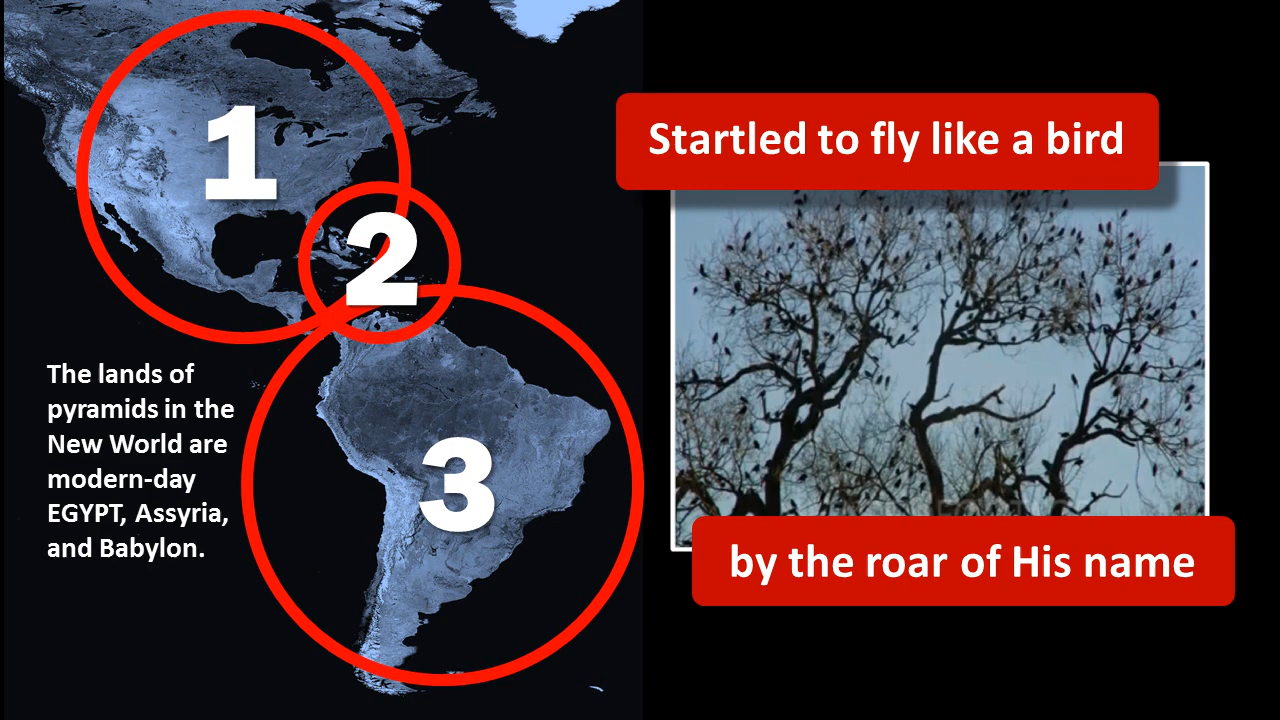 1
2
3
The lands of
pyramids in the
New World are
modern-day
EGYPT, Assyria,
and Babylon.
Startled to fly like a bird
by the roar of His name